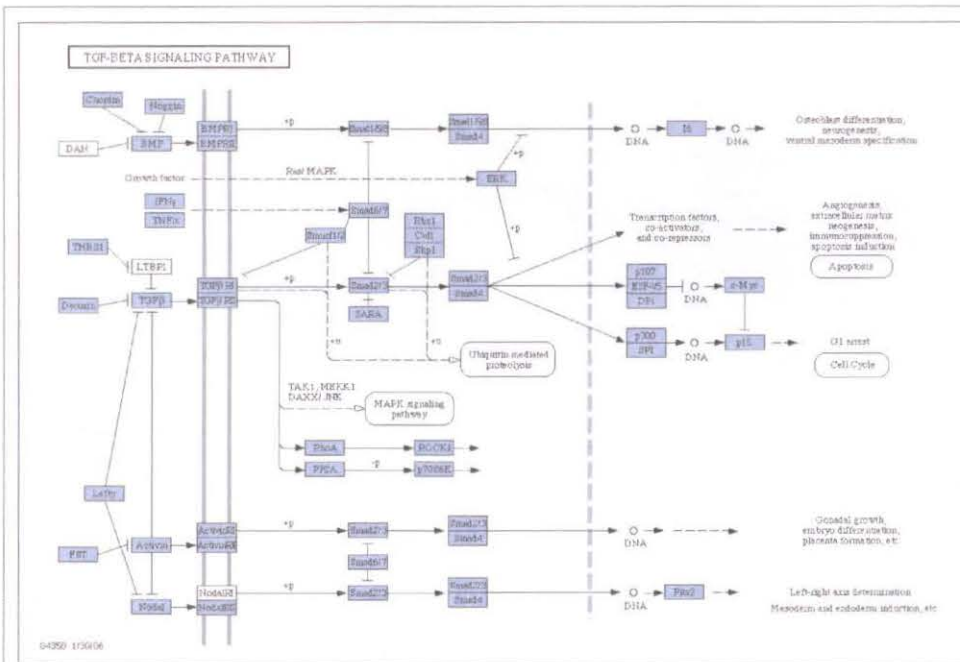 TGF-BETA SIGNALING PATHWAY
Chordin
Noggin
DAN
BMP
BMPRI
BMPRII
+p
Smad1/5/8
Smad1/5/8
Smad4
DNA
Id
DNA
Osteoblast differentiation,
neurogenesis,
ventral mesoderm specification
Growth factor
Ras/MAPK
ERK
+p
+p
IFNγ
TNFα
Smad6/7
Smurf1/2
Rbx1
Cul1
Skp1
THBS1
LTBP1
Decorin
TGFβ
TGFβ RI
TGFβ RII
+p
Smad2/3
SARA
Smad2/3
Smad4
Transcription factors,
co-activators,
and co-repressors
Angiogenesis,
extracellular matrix
neogenesis,
immunosuppression,
apoptosis induction
Apoptosis
p107
E2F4/5
DP1
DNA
c-Myc
p300
SP1
DNA
p15
G1 arrest
Cell Cycle
+u
+u
Ubiquitin mediated
proteolysis
TAK1/MEKK1
DAXX/JNK
MAPK signaling
pathway
RhoA
ROCK1
PP2A
+p
p70S6K
Lefty
FST
Activin
ActivinRI
ActivinRII
+p
Smad2/3
Smad2/3
Smad4
DNA
Gonadal growth,
embryo differentiation,
placenta formation, etc
Smad6/7
Nodal
NodalRI
NodalRII
+p
Smad2/3
Smad2/3
Smad4
DNA
Pitx2
Left-right axis determination
Mesoderm and endoderm induction, etc
04350 1/30/06